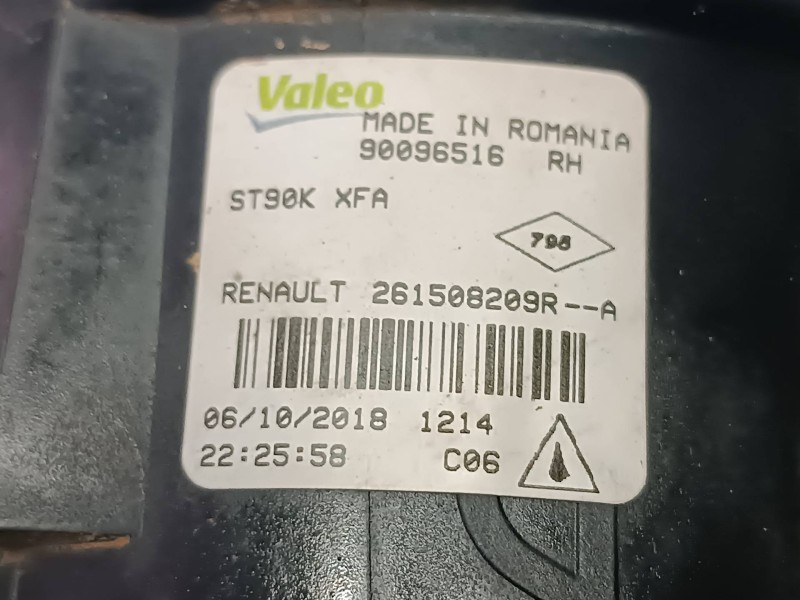 Valeo
MADE IN ROMANIA
90096516 RH
ST90K XFA
798
RENAULT 261508209R--A
06/10/2018 1214
22:25:58 C06